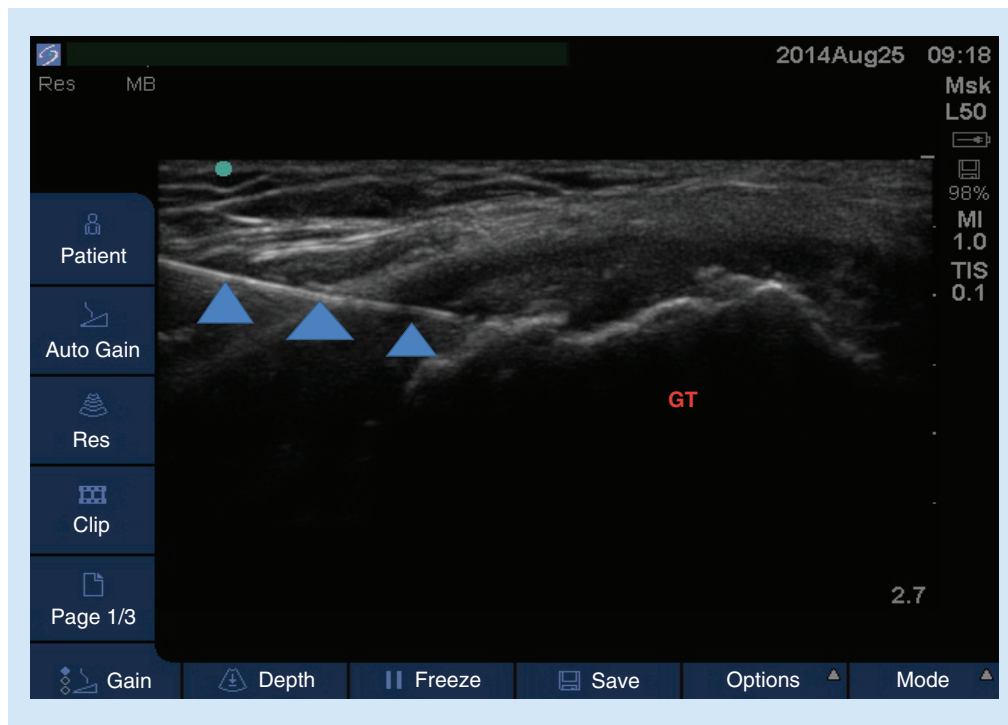 2014Aug25 09:18
Res MB
Msk
L50
98%
MI
1.0
TIS
0.1
Patient
Auto Gain
Res
Clip
Page 1/3
GT
2.7
Gain
Depth
Freeze
Save
Options
Mode